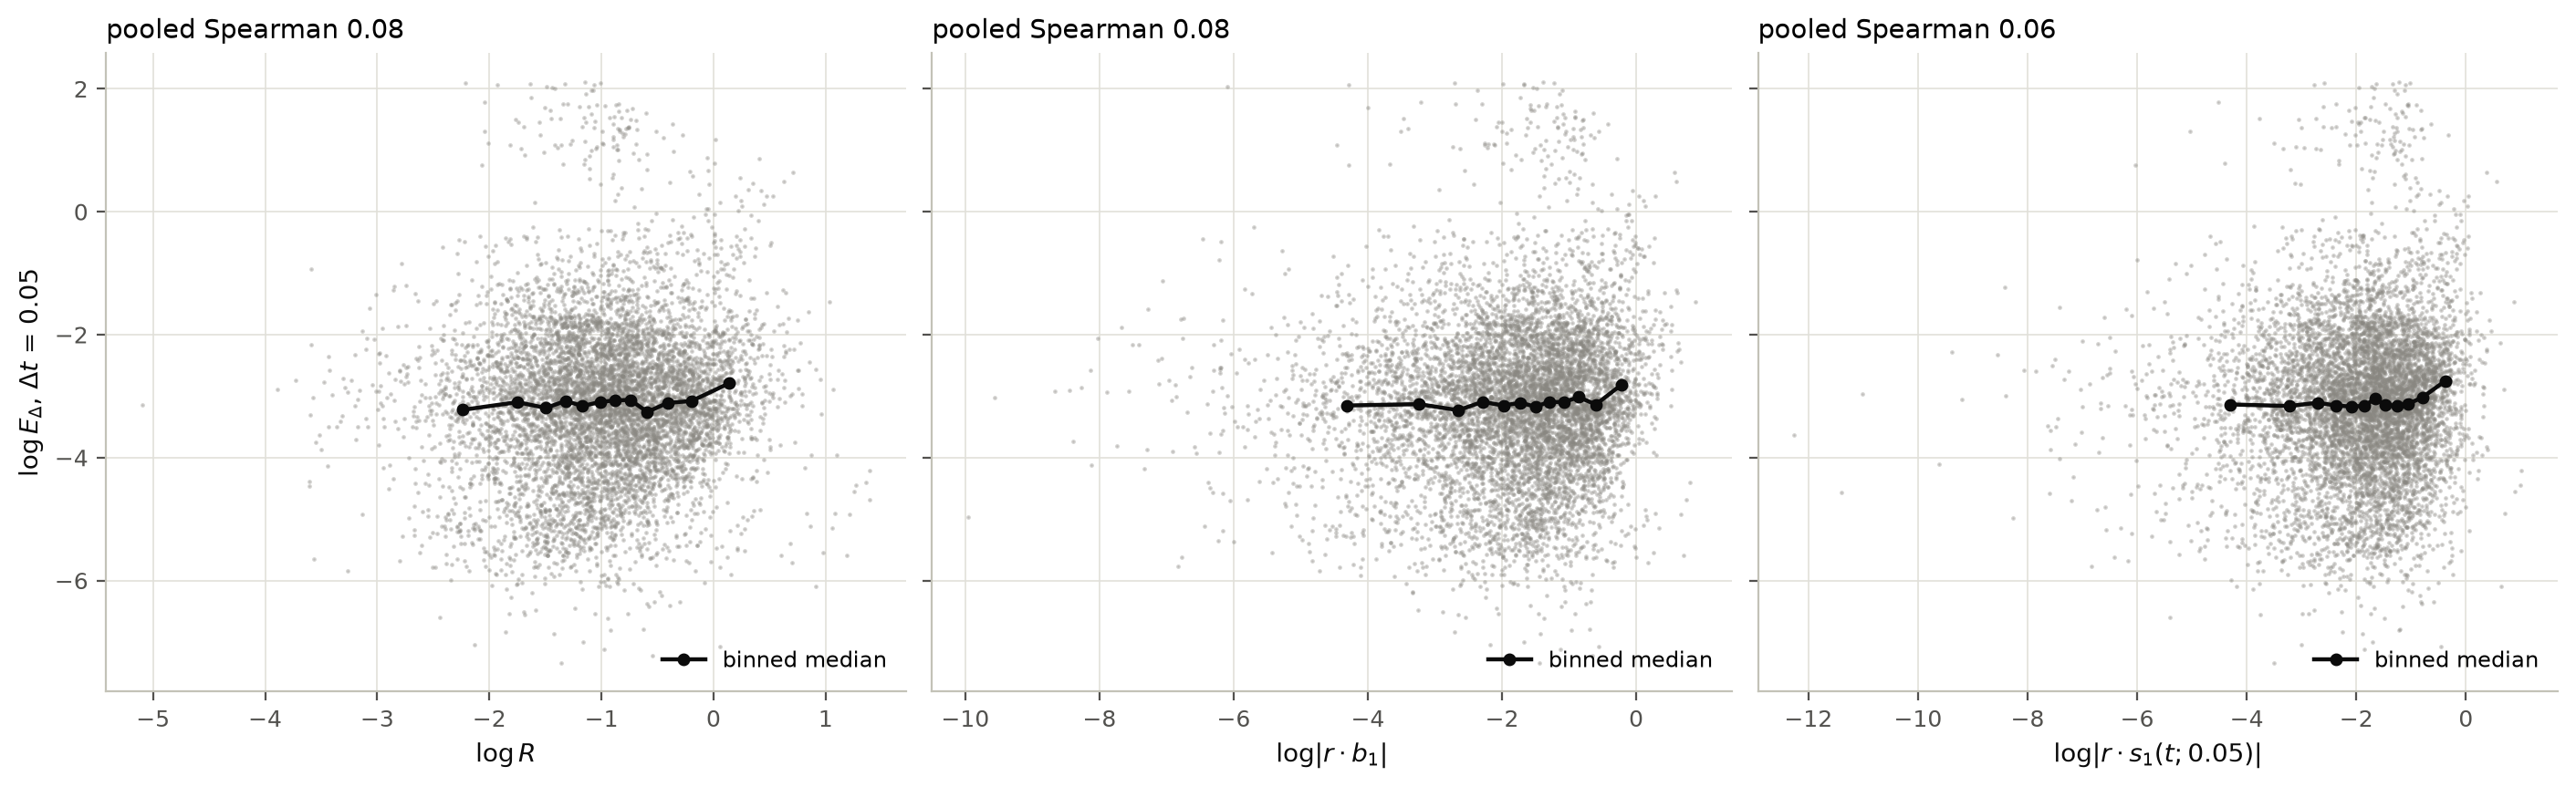 pooled Spearman 0.08
pooled Spearman 0.08
pooled Spearman 0.06
log E_Δ, Δt = 0.05
2
0
−2
−4
−6
binned median
binned median
binned median
−5 −4 −3 −2 −1 0 1
−10 −8 −6 −4 −2 0
−12 −10 −8 −6 −4 −2 0
log R
log|r · b₁|
log|r · s₁(t; 0.05)|